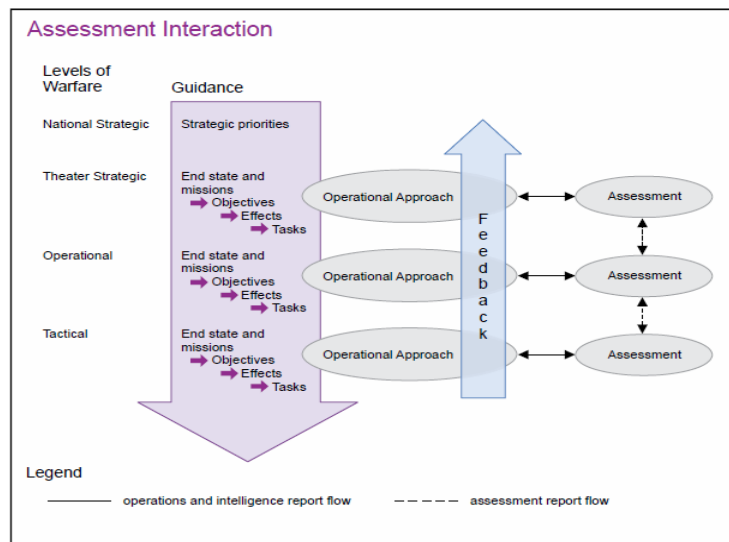 Assessment Interaction
Levels of
Warfare
Guidance
National Strategic
Strategic priorities
Theater Strategic
End state and
missions
Objectives
Effects
Tasks
Operational Approach
Assessment
Operational
End state and
missions
Objectives
Effects
Tasks
Operational Approach
Assessment
Tactical
End state and
missions
Objectives
Effects
Tasks
Operational Approach
Assessment
Feedback
Legend
operations and intelligence report flow
assessment report flow